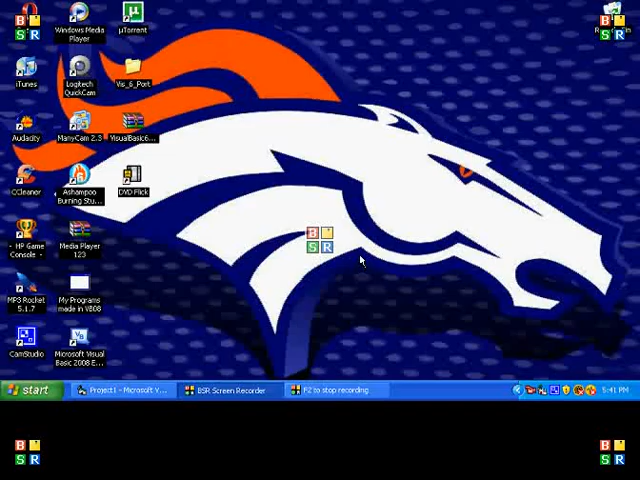 Windows Media
Player
µTorrent
iTunes
Logitech
QuickCam
Vis_6_Port
Audacity
ManyCam 2.3
VisualBasic6...
CCleaner
Ashampoo
Burning Stu...
DVD Flick
- HP Game
Console -
Media Player
123
MP3 Rocket
5.1.7
My Programs
made in VB08
CamStudio
Microsoft Visual
Basic 2008 E...
B
S R
B
S R
B
S R
start
Project1 - Microsoft V...
BSR Screen Recorder
F2 to stop recording
5:41 PM
B
S R
B
S R